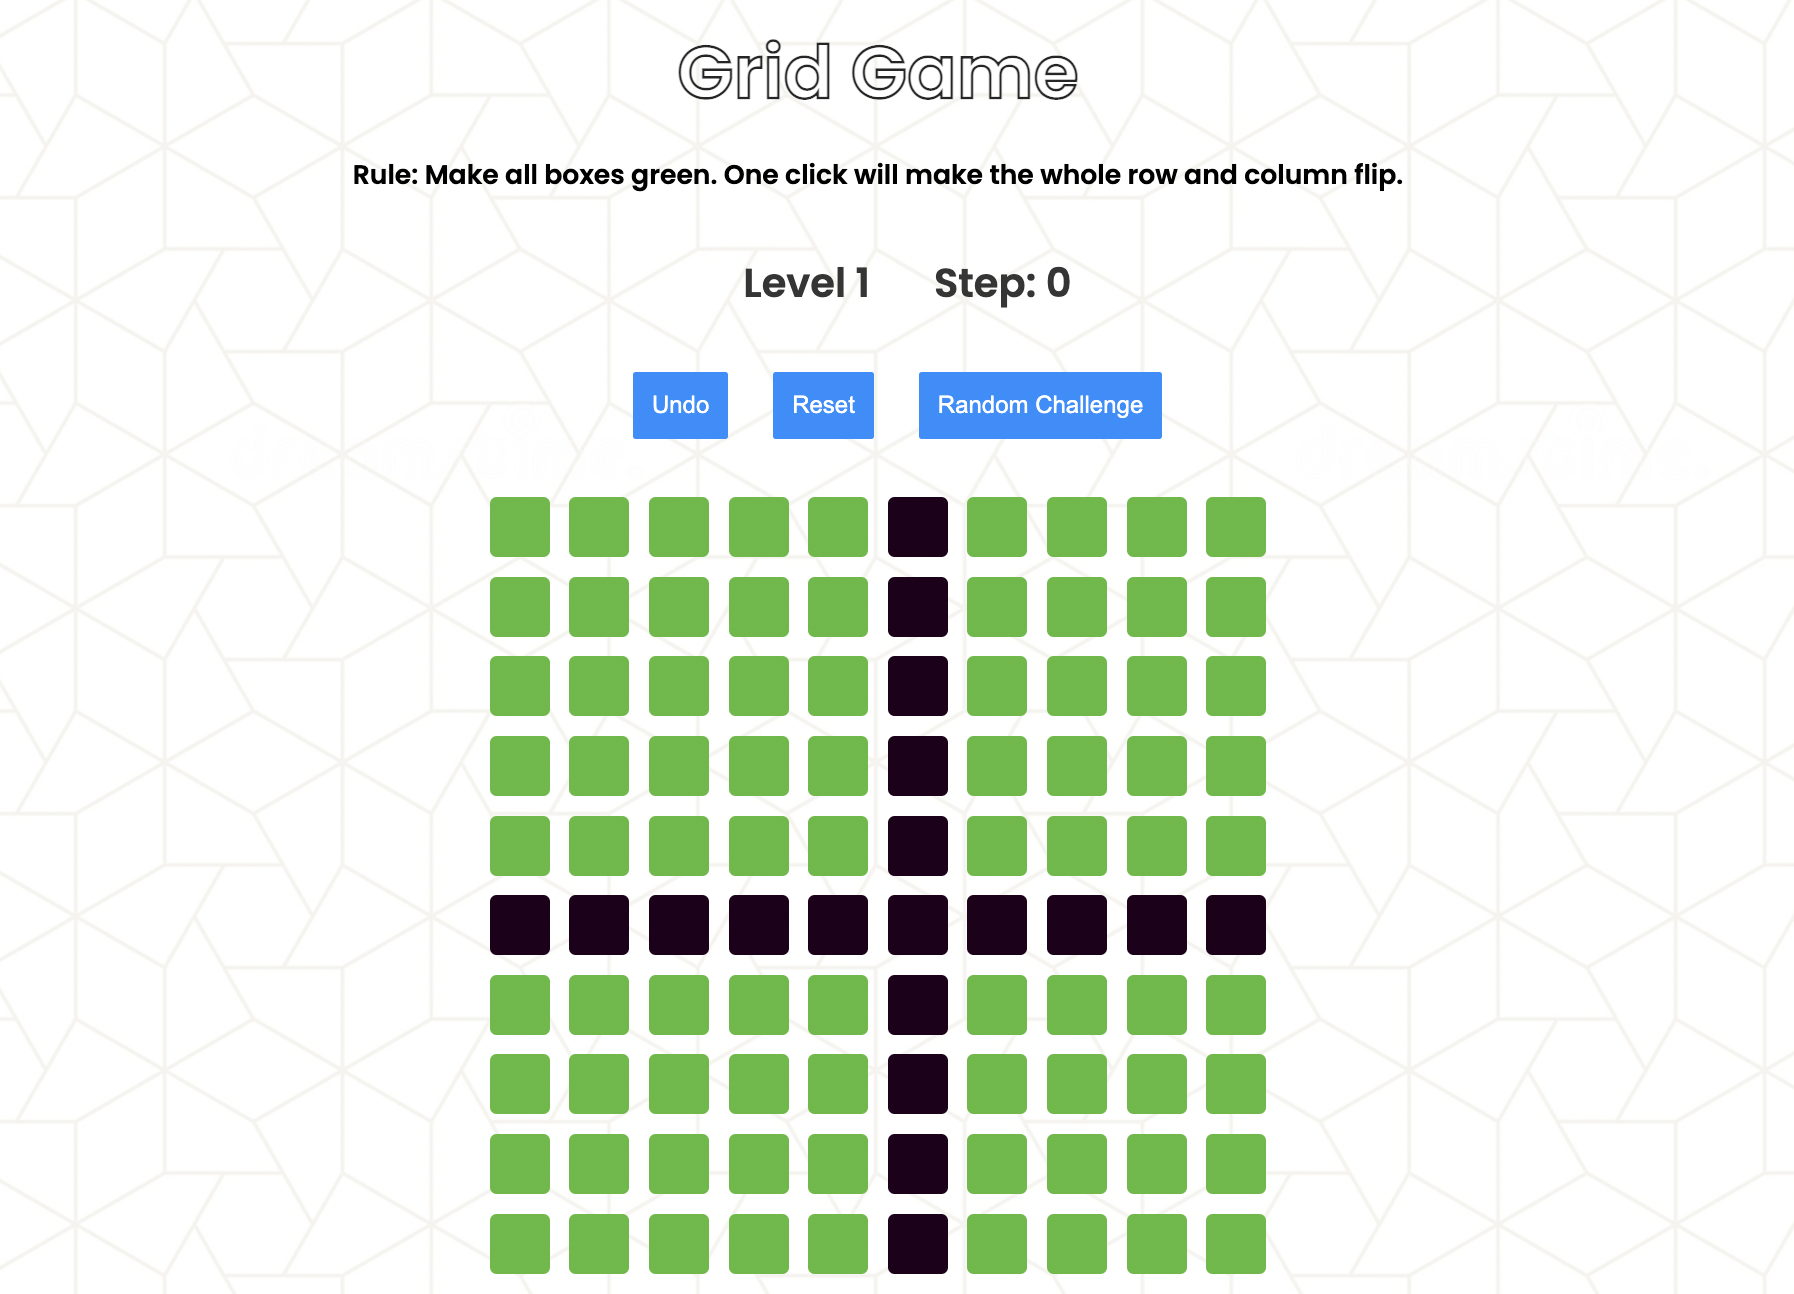 Grid Game
Rule: Make all boxes green. One click will make the whole row and column flip.
Level 1 Step: 0
Undo Reset Random Challenge